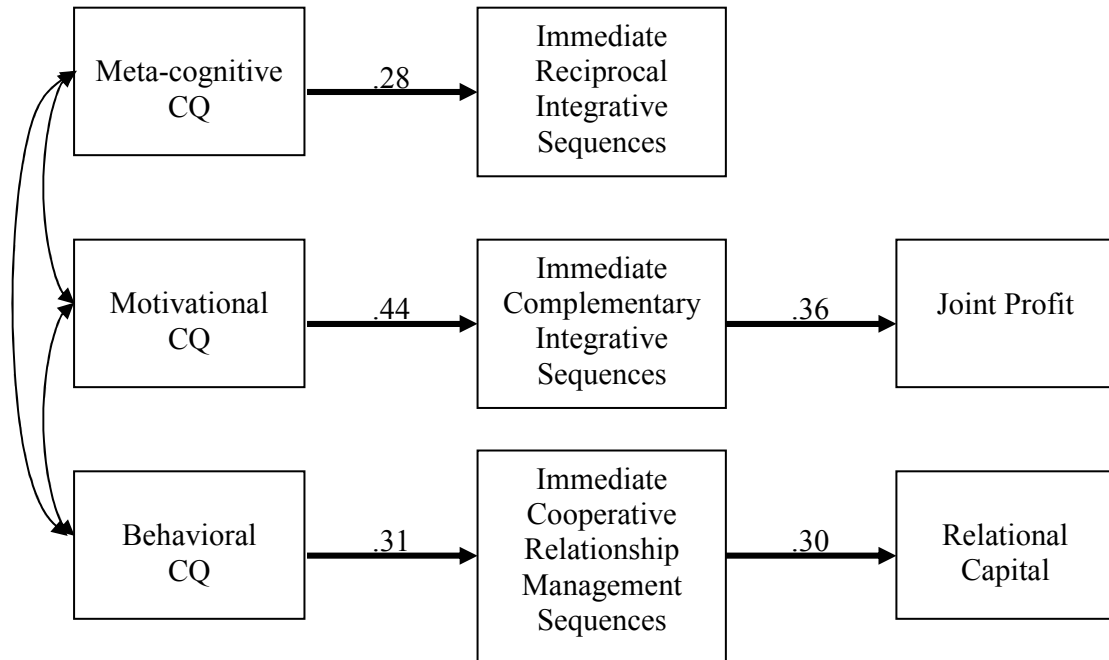 Meta-cognitive
CQ
.28
Immediate
Reciprocal
Integrative
Sequences
Motivational
CQ
.44
Immediate
Complementary
Integrative
Sequences
.36
Joint Profit
Behavioral
CQ
.31
Immediate
Cooperative
Relationship
Management
Sequences
.30
Relational
Capital